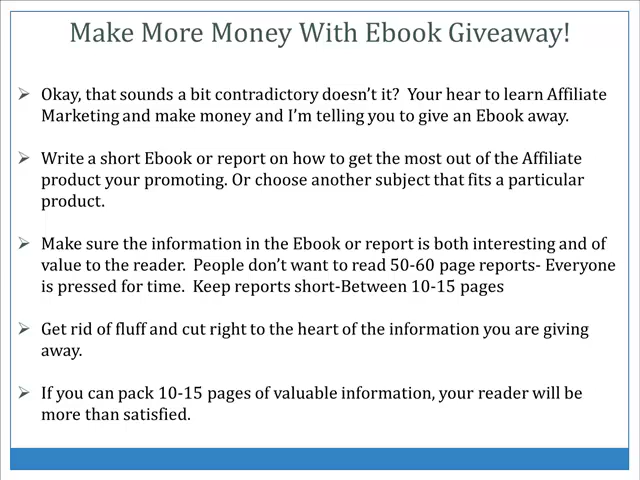 Make More Money With Ebook Giveaway!
Okay, that sounds a bit contradictory doesn't it?  Your hear to learn Affiliate
Marketing and make money and I'm telling you to give an Ebook away.
Write a short Ebook or report on how to get the most out of the Affiliate
product your promoting. Or choose another subject that fits a particular
product.
Make sure the information in the Ebook or report is both interesting and of
value to the reader.  People don't want to read 50-60 page reports- Everyone
is pressed for time.  Keep reports short-Between 10-15 pages
Get rid of fluff and cut right to the heart of the information you are giving
away.
If you can pack 10-15 pages of valuable information, your reader will be
more than satisfied.